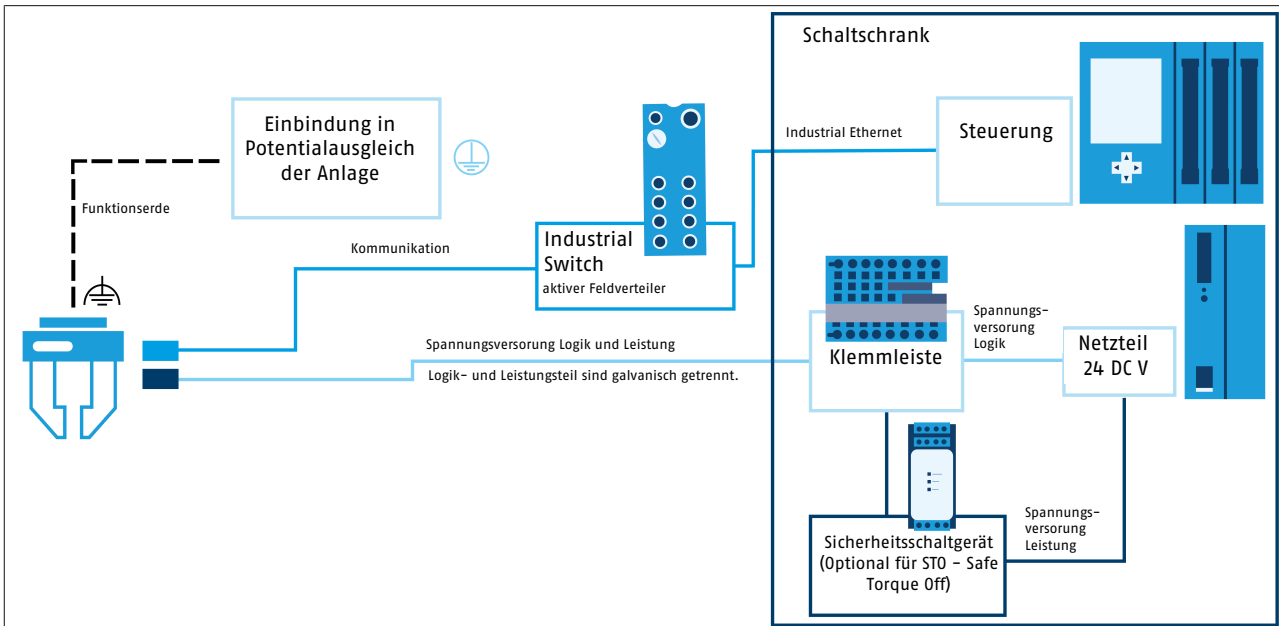 Schaltschrank
Einbindung in
Potentialausgleich
der Anlage
Industrial Ethernet
Steuerung
Funktionserde
Kommunikation
Industrial
Switch
aktiver Feldverteiler
Spannungsversorgung Logik und Leistung
Logik- und Leistungsteil sind galvanisch getrennt.
Klemmleiste
Spannungs-
versorung
Logik
Netzteil
24 DC V
Sicherheitsschaltgerät
(Optional für STO - Safe
Torque Off)
Spannungs-
versorung
Leistung